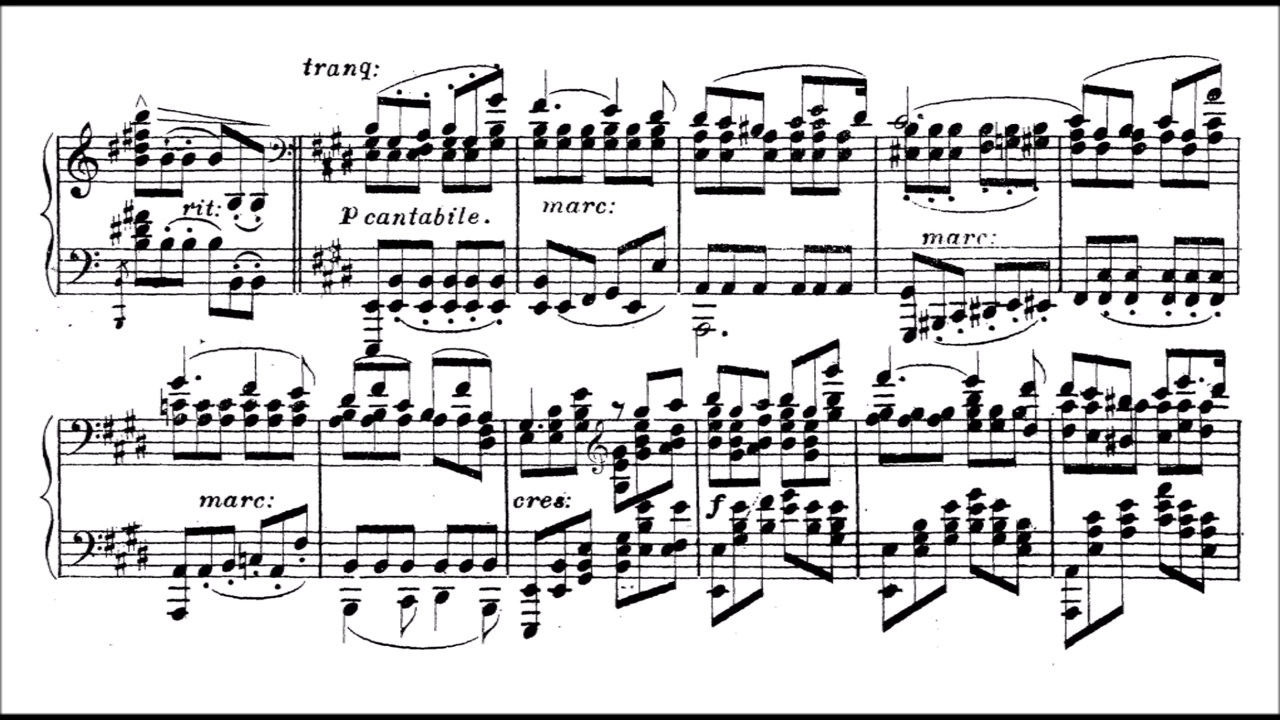 tranq:
rit:
P cantabile.
marc:
marc:
marc:
cres:
f